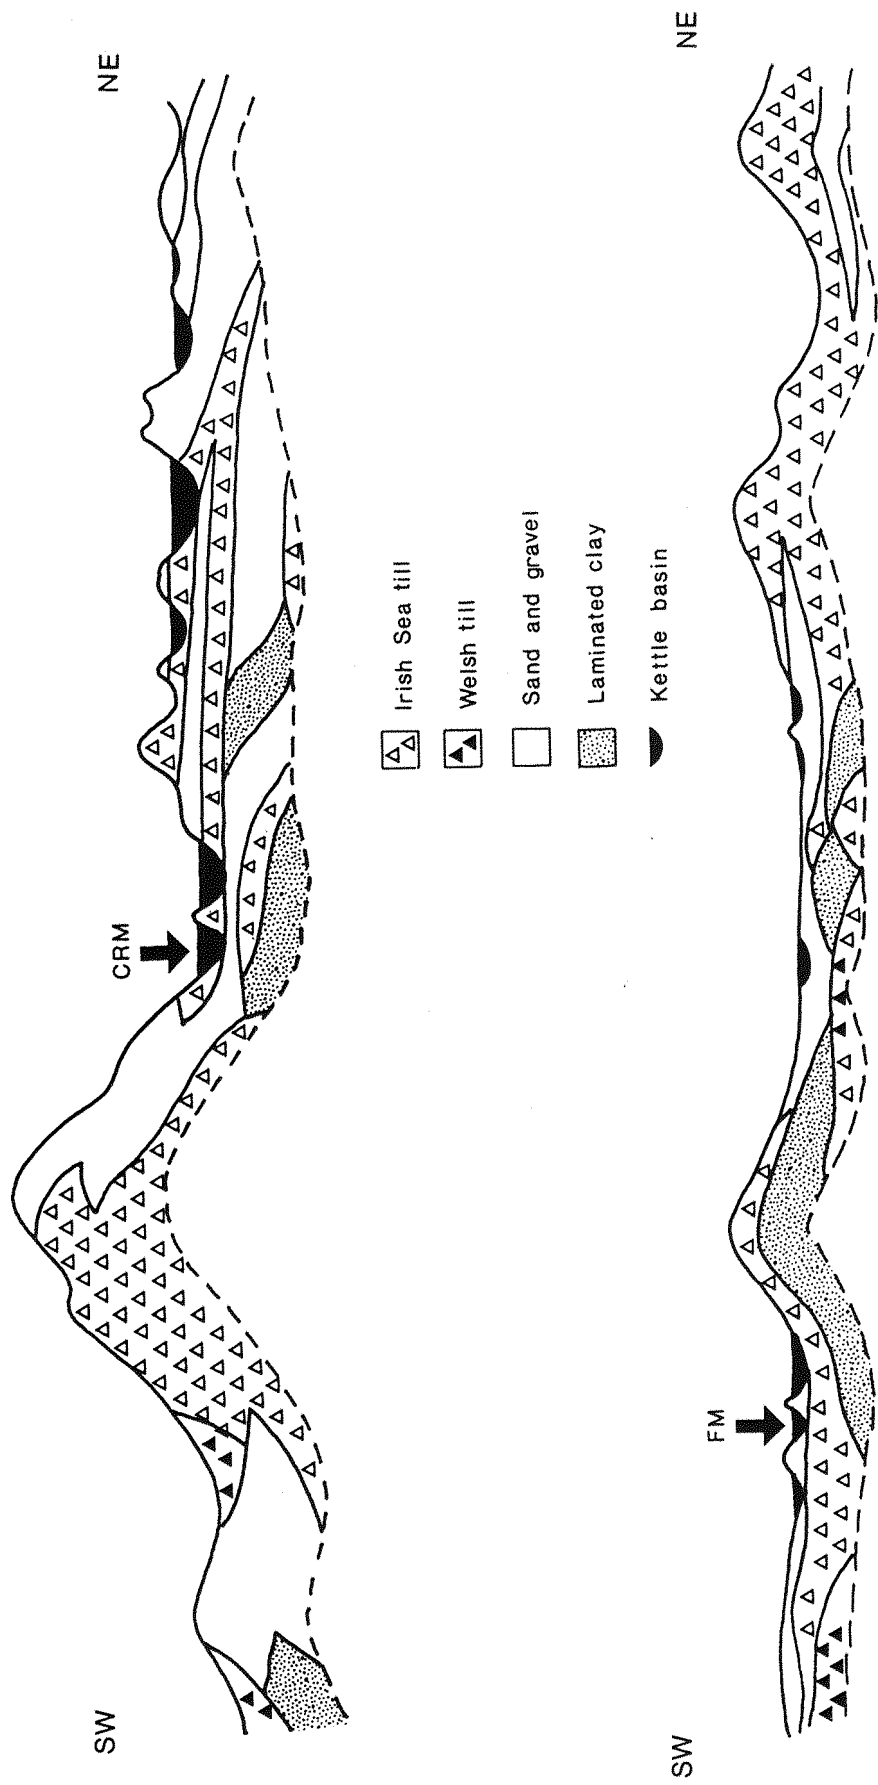 SW
NE
CRM
Irish Sea till
Welsh till
Sand and gravel
Laminated clay
Kettle basin
SW
NE
FM